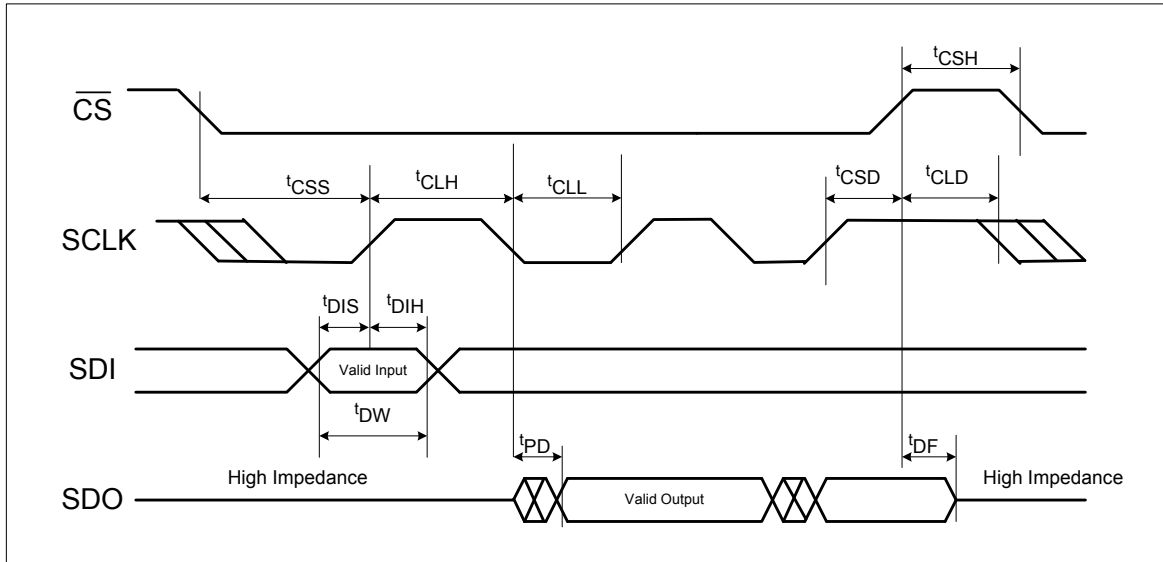 tCSH
CS
tCSS tCLH tCLL tCSD tCLD
SCLK
tDIS tDIH
SDI Valid Input
tDW
tPD tDF
High Impedance High Impedance
SDO Valid Output